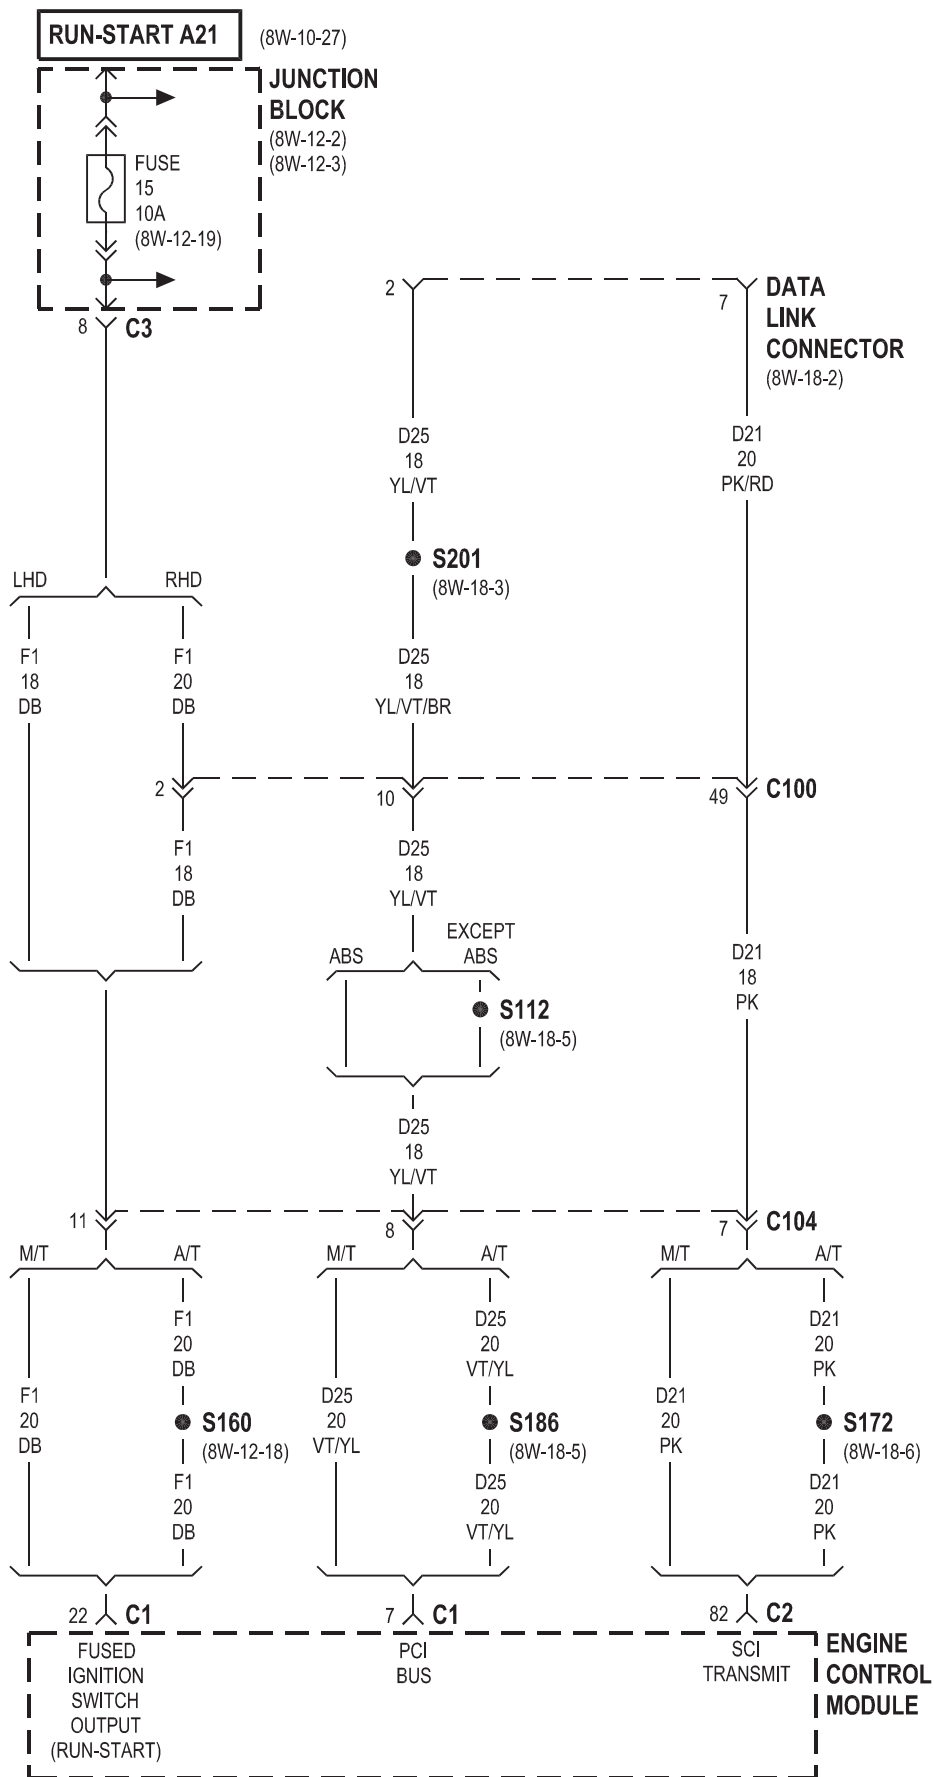 RUN-START A21 (8W-10-27)
JUNCTION
BLOCK
(8W-12-2)
(8W-12-3)
FUSE
15
10A
(8W-12-19)
8 C3
2
7
DATA
LINK
CONNECTOR
(8W-18-2)
D25
18
YL/VT
D21
20
PK/RD
S201
(8W-18-3)
LHD RHD
F1
18
DB
F1
20
DB
D25
18
YL/VT/BR
2
10
49 C100
F1
18
DB
D25
18
YL/VT
ABS
EXCEPT
ABS
S112
(8W-18-5)
D21
18
PK
D25
18
YL/VT
11
8
7 C104
M/T A/T
M/T A/T
M/T A/T
F1
20
DB
D25
20
VT/YL
D21
20
PK
F1
20
DB
S160
(8W-12-18)
D25
20
VT/YL
S186
(8W-18-5)
D21
20
PK
S172
(8W-18-6)
F1
20
DB
D25
20
VT/YL
D21
20
PK
22 C1
7 C1
82 C2
FUSED
IGNITION
SWITCH
OUTPUT
(RUN-START)
PCI
BUS
SCI
TRANSMIT
ENGINE
CONTROL
MODULE